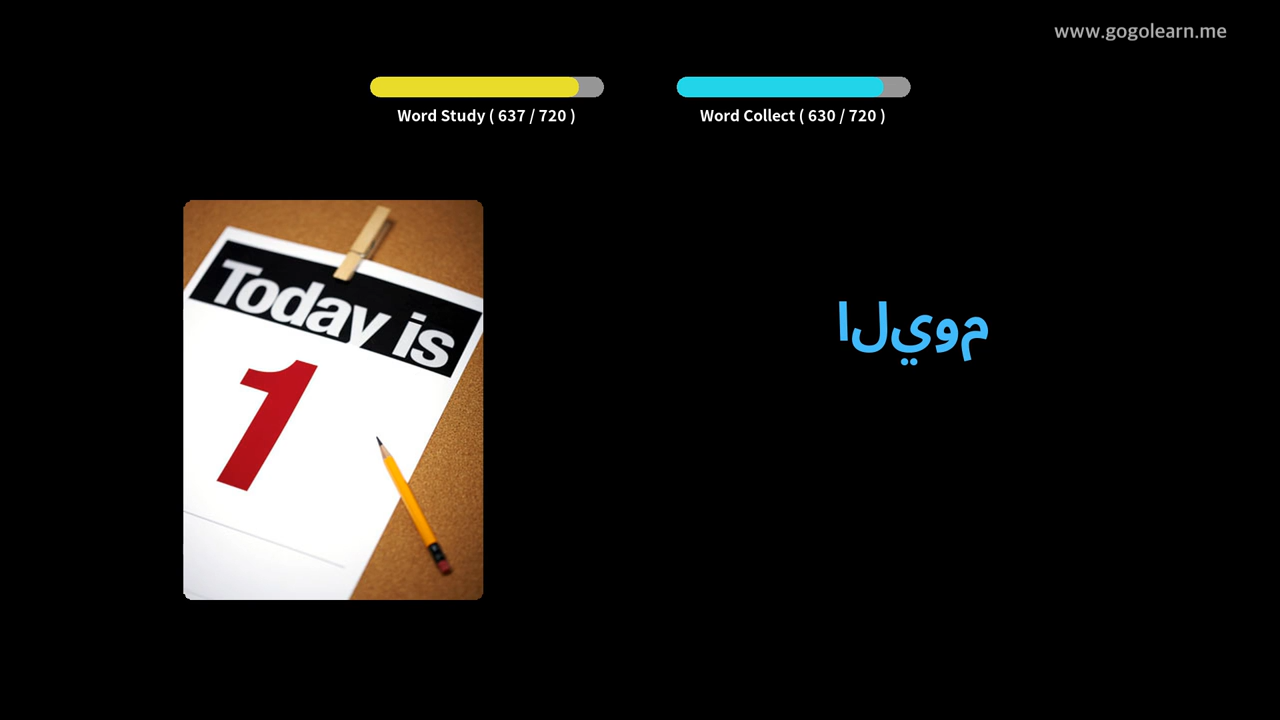 www.gogolearn.me
Word Study ( 637 / 720 )
Word Collect ( 630 / 720 )
Today is
1
اليوم